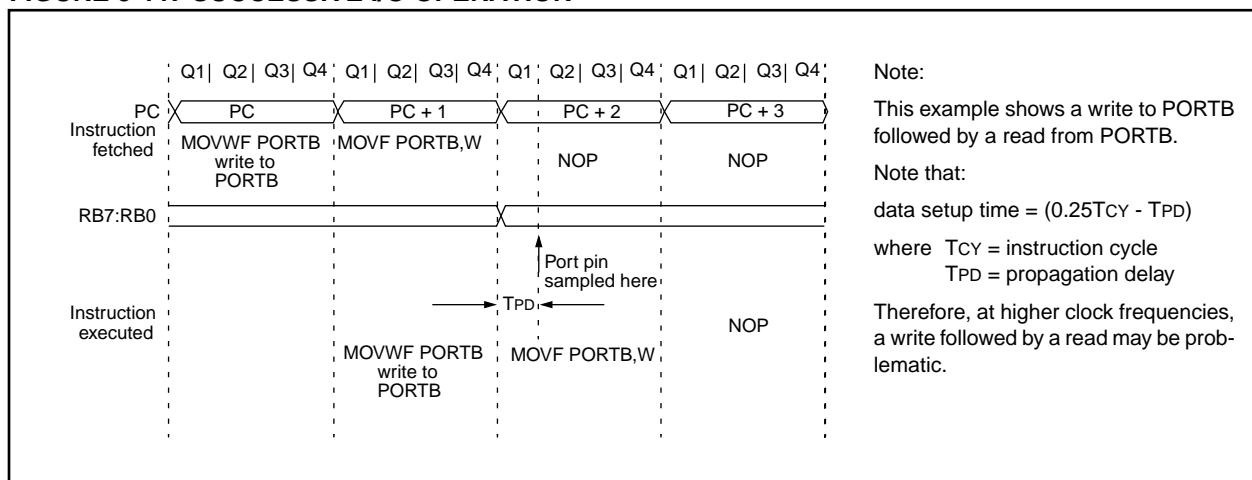 Q1| Q2| Q3| Q4 Q1| Q2| Q3| Q4 Q1 Q2| Q3| Q4 Q1| Q2| Q3| Q4
PC PC PC + 1 PC + 2 PC + 3
Instruction
fetched
MOVWF PORTB
write to
PORTB
MOVF PORTB,W
NOP
NOP
RB7:RB0
Port pin
sampled here
TPD
Instruction
executed
MOVWF PORTB
write to
PORTB
MOVF PORTB,W
NOP
Note:
This example shows a write to PORTB
followed by a read from PORTB.
Note that:
data setup time = (0.25TCY - TPD)
where TCY = instruction cycle
TPD = propagation delay
Therefore, at higher clock frequencies,
a write followed by a read may be prob-
lematic.